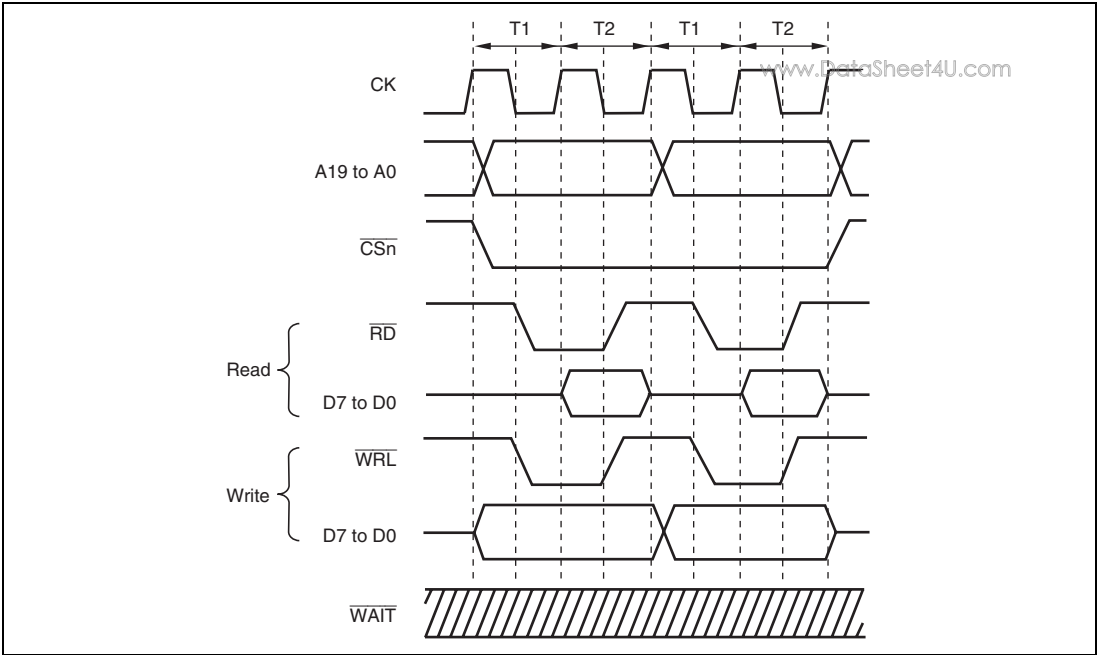 T1 T2 T1 T2
www.DataSheet4U.com
CK
A19 to A0
CSn
RD
Read
D7 to D0
WRL
Write
D7 to D0
WAIT